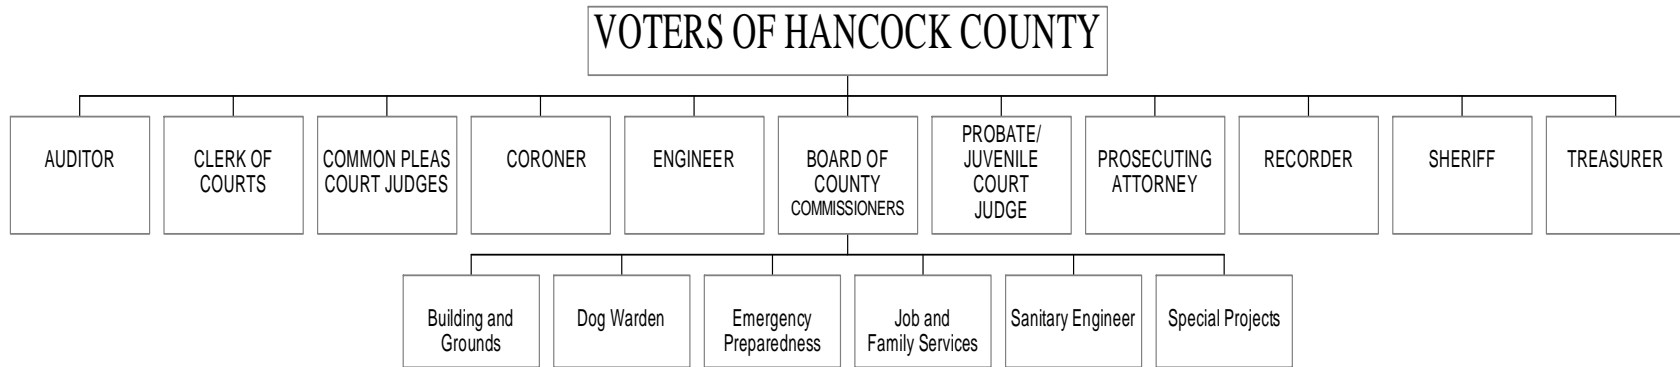 VOTERS OF HANCOCK COUNTY
AUDITOR
CLERK OF
COURTS
COMMON PLEAS
COURT JUDGES
CORONER
ENGINEER
BOARD OF
COUNTY
COMMISSIONERS
PROBATE/
JUVENILE
COURT
JUDGE
PROSECUTING
ATTORNEY
RECORDER
SHERIFF
TREASURER
Building and
Grounds
Dog Warden
Emergency
Preparedness
Job and
Family Services
Sanitary Engineer
Special Projects